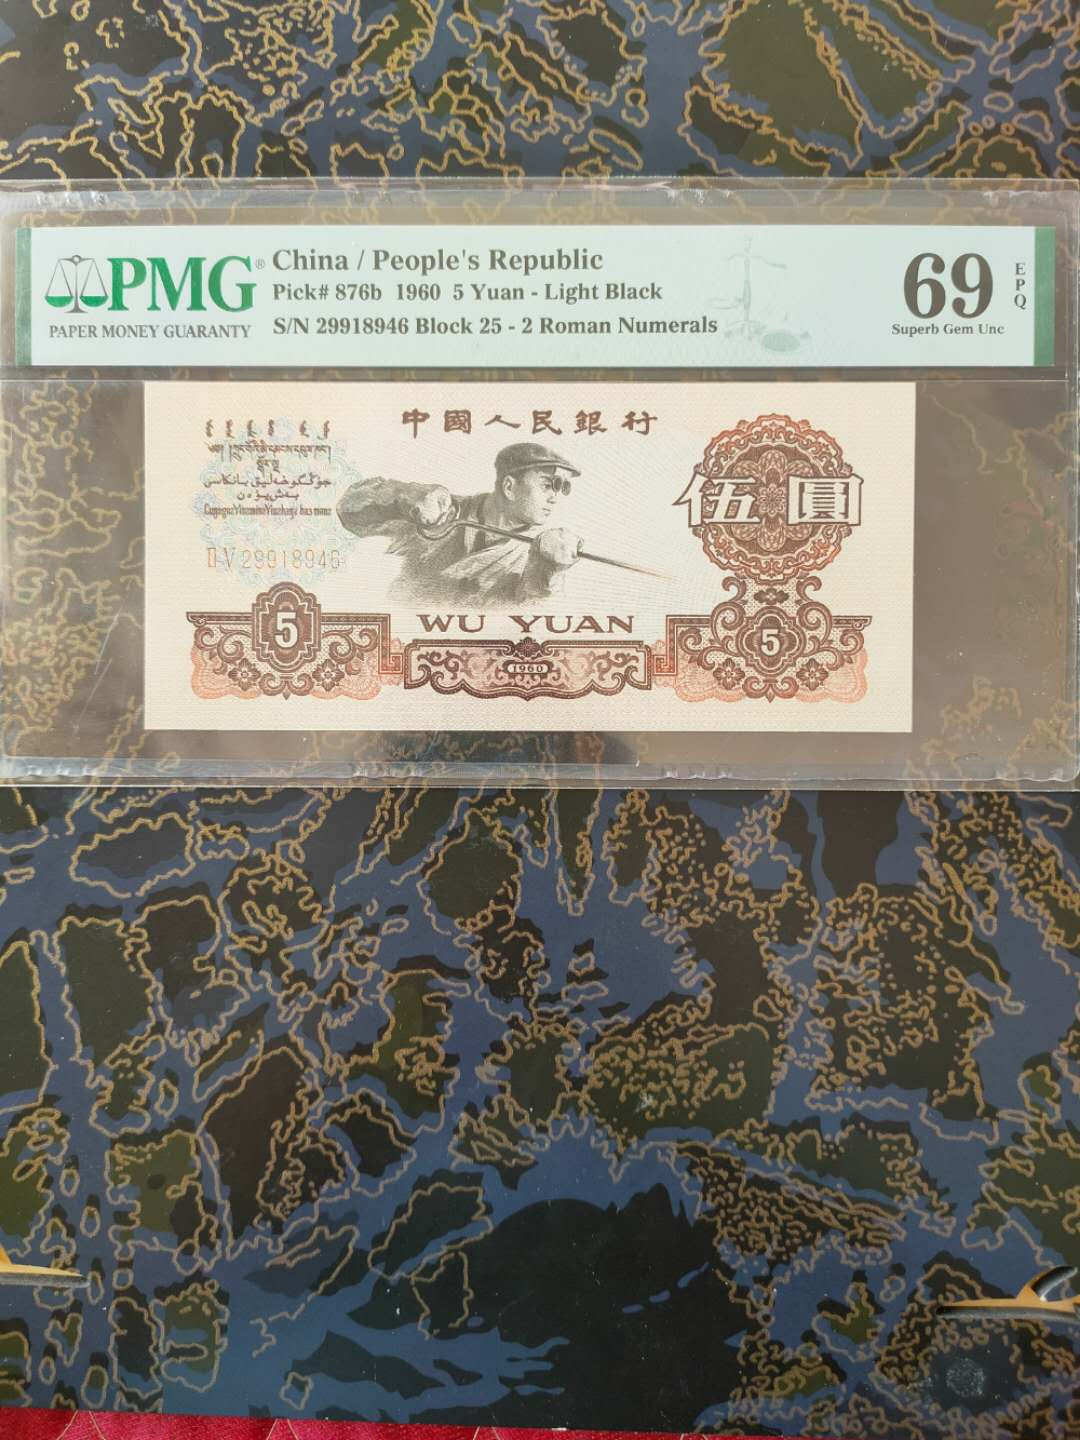 PMG®
PAPER MONEY GUARANTY
China / People's Republic
Pick# 876b 1960 5 Yuan - Light Black
S/N 29918946 Block 25 - 2 Roman Numerals
69
EPQ
Superb Gem Unc
中國人民銀行
伍圓
ⅡⅤ29918946
WU YUAN
5
1960
5